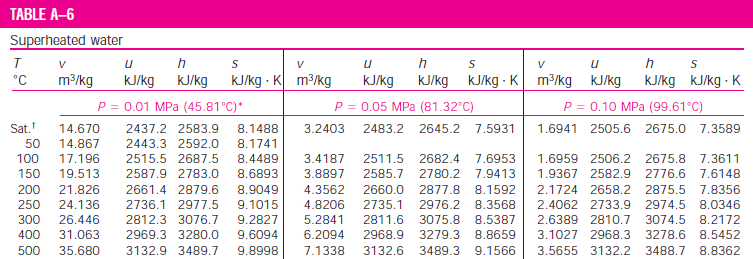 TABLE A–6
Superheated water
T v u h s v u h s v u h s
°C m³/kg kJ/kg kJ/kg kJ/kg · K m³/kg kJ/kg kJ/kg kJ/kg · K m³/kg kJ/kg kJ/kg kJ/kg · K
P = 0.01 MPa (45.81°C)* P = 0.05 MPa (81.32°C) P = 0.10 MPa (99.61°C)
Sat.† 14.670 2437.2 2583.9 8.1488 3.2403 2483.2 2645.2 7.5931 1.6941 2505.6 2675.0 7.3589
50 14.867 2443.3 2592.0 8.1741
100 17.196 2515.5 2687.5 8.4489 3.4187 2511.5 2682.4 7.6953 1.6959 2506.2 2675.8 7.3611
150 19.513 2587.9 2783.0 8.6893 3.8897 2585.7 2780.2 7.9413 1.9367 2582.9 2776.6 7.6148
200 21.826 2661.4 2879.6 8.9049 4.3562 2660.0 2877.8 8.1592 2.1724 2658.2 2875.5 7.8356
250 24.136 2736.1 2977.5 9.1015 4.8206 2735.1 2976.2 8.3568 2.4062 2733.9 2974.5 8.0346
300 26.446 2812.3 3076.7 9.2827 5.2841 2811.6 3075.8 8.5387 2.6389 2810.7 3074.5 8.2172
400 31.063 2969.3 3280.0 9.6094 6.2094 2968.9 3279.3 8.8659 3.1027 2968.3 3278.6 8.5452
500 35.680 3132.9 3489.7 9.8998 7.1338 3132.6 3489.3 9.1566 3.5655 3132.2 3488.7 8.8362